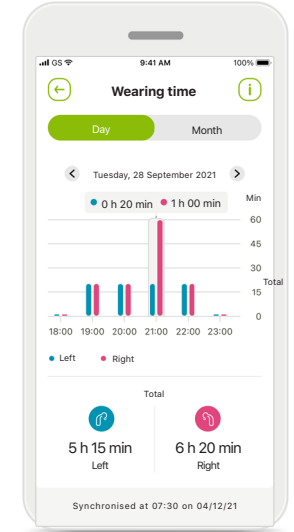 GS 9:41 AM 100%
Wearing time
i
Day Month
Tuesday, 28 September 2021
0 h 20 min 1 h 00 min Min
60
45
30
Total
15
0
18:00 19:00 20:00 21:00 22:00 23:00
Left Right
Total
5 h 15 min 6 h 20 min
Left Right
Synchronised at 07:30 on 04/12/21